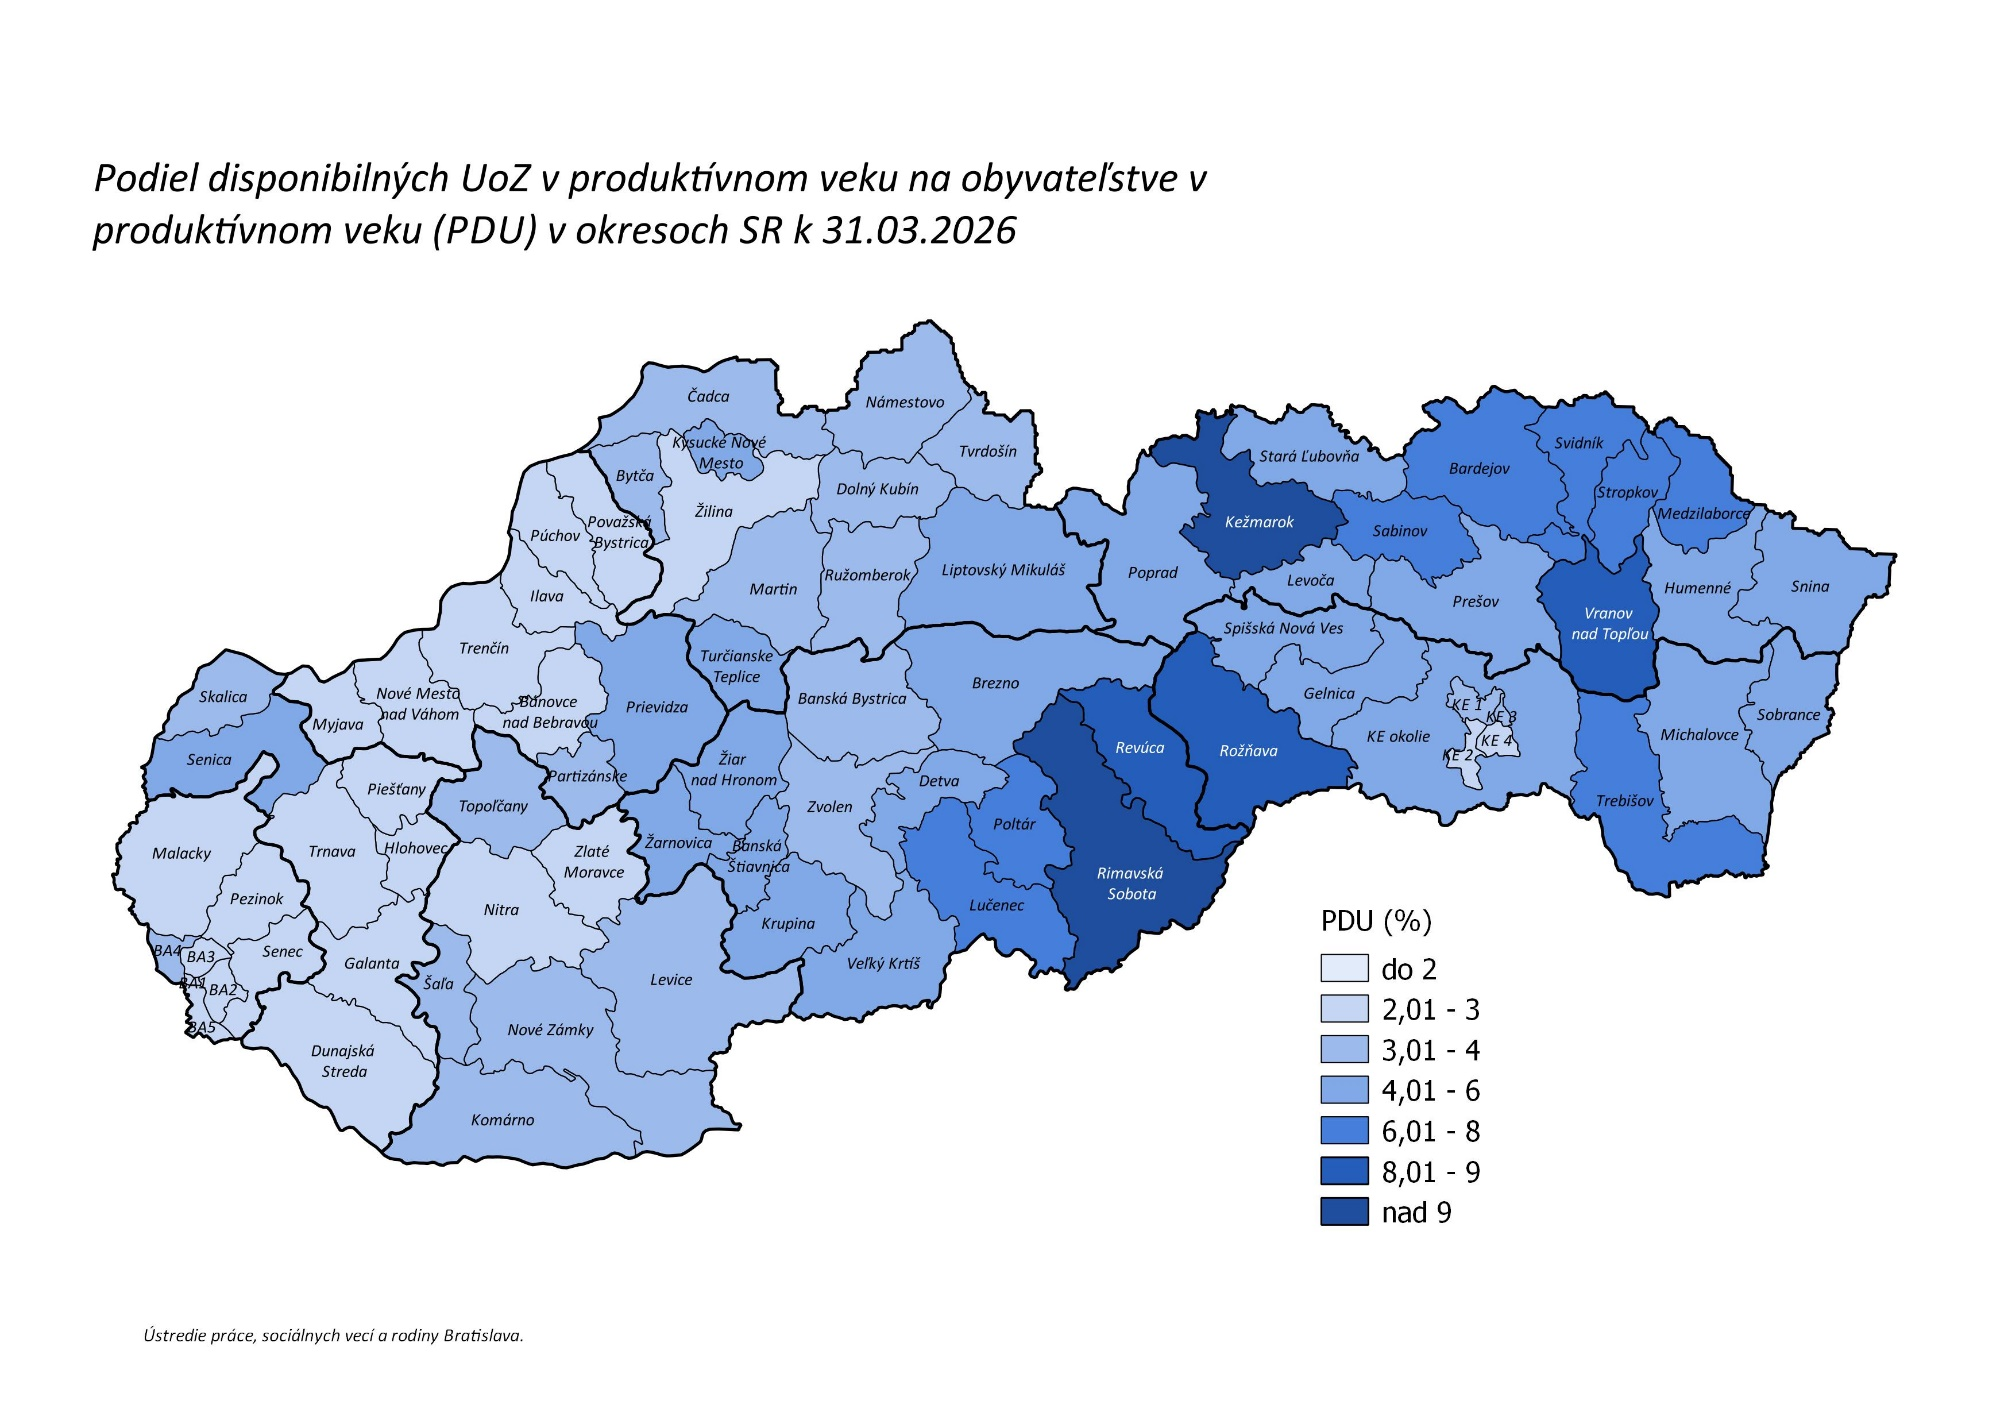 Podiel disponibilných UoZ v produktívnom veku na obyvateľstve v
produktívnom veku (PDU) v okresoch SR k 31.03.2026
Čadca
Námestovo
Kysucké Nové
Mesto
Tvrdošín
Bytča
Dolný Kubín
Žilina
Púchov
Považská
Bystrica
Stará Ľubovňa
Bardejov
Svidník
Stropkov
Medzilaborce
Kežmarok
Sabinov
Liptovský Mikuláš
Ružomberok
Martin
Poprad
Levoča
Prešov
Humenné
Snina
Vranov
nad Topľou
Ilava
Trenčín
Spišská Nová Ves
Turčianske
Teplice
Brezno
Banská Bystrica
Gelnica
Skalica
Nové Mesto
nad Váhom
Bánovce
nad Bebravou
Prievidza
Myjava
KE 1
KE 3
KE 4
KE 2
KE okolie
Michalovce
Sobrance
Revúca
Rožňava
Senica
Piešťany
Partizánske
Žiar
nad Hronom
Detva
Topoľčany
Zvolen
Trebišov
Poltár
Malacky
Trnava
Hlohovec
Zlaté
Moravce
Žarnovica
Banská
Štiavnica
Rimavská
Sobota
Pezinok
Nitra
Krupina
Lučenec
BA4
BA3
Senec
Galanta
Šaľa
Levice
Veľký Krtíš
BA1
BA2
BA5
Nové Zámky
Dunajská
Streda
Komárno
PDU (%)
do 2
2,01 - 3
3,01 - 4
4,01 - 6
6,01 - 8
8,01 - 9
nad 9
Ústredie práce, sociálnych vecí a rodiny Bratislava.